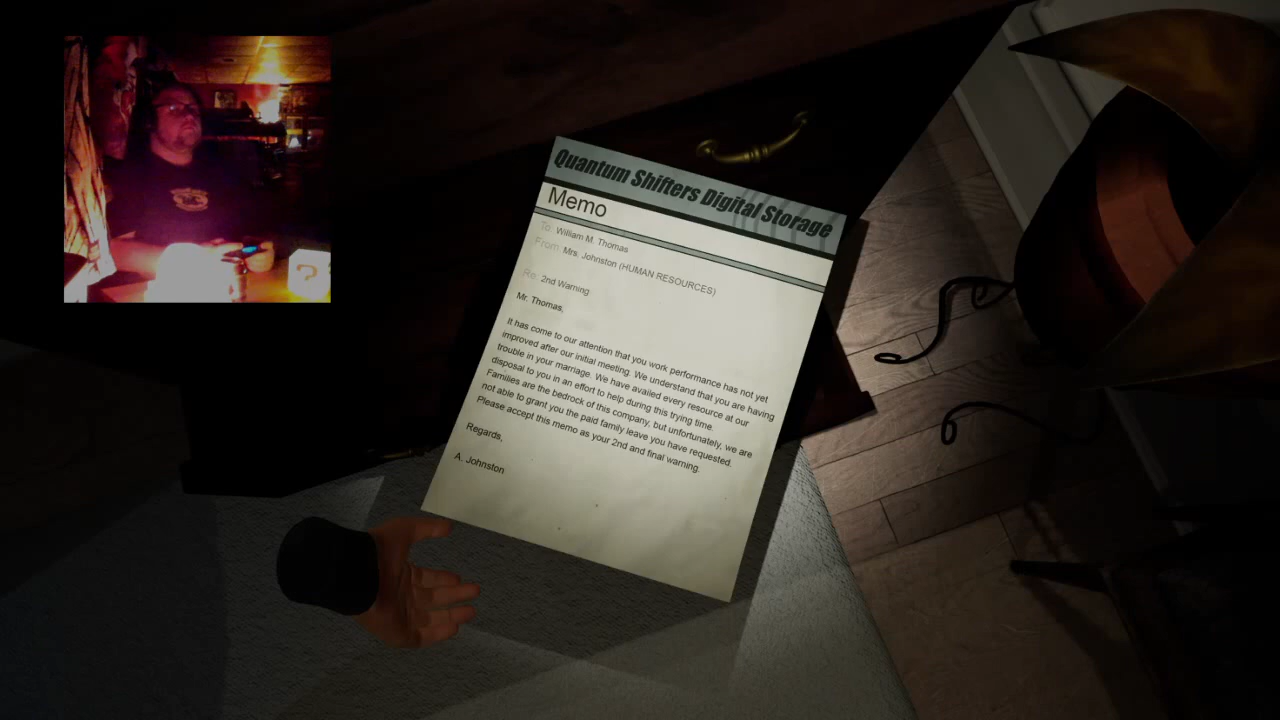 Quantum Shifters Digital Storage
Memo
To: William M. Thomas
From: Mrs. Johnston (HUMAN RESOURCES)
Re: 2nd Warning
Mr. Thomas,
It has come to our attention that you work performance has not yet
improved after our initial meeting. We understand that you are having
trouble in your marriage. We have availed every resource at our
disposal to you in an effort to help during this trying time.
Families are the bedrock of this company, but unfortunately, we are
not able to grant you the paid family leave you have requested.
Please accept this memo as your 2nd and final warning.
Regards,
A. Johnston
?